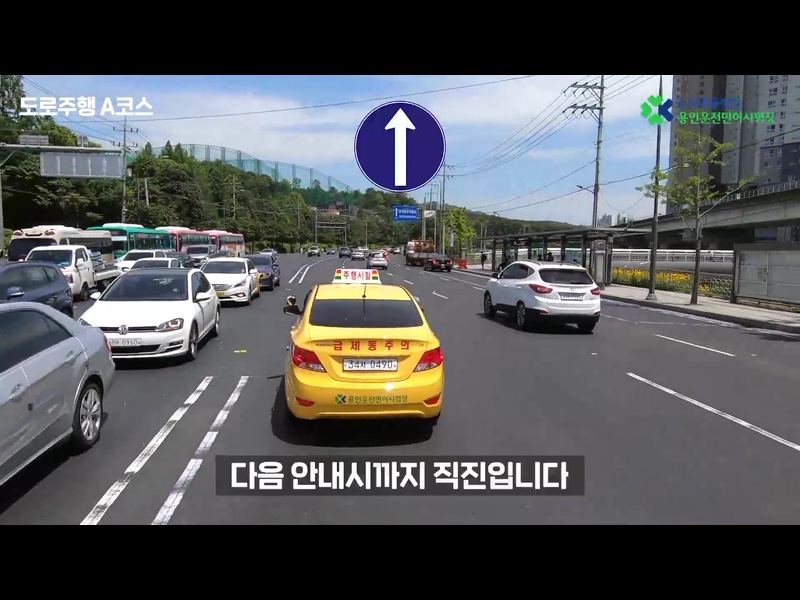 도로주행 A코스
용인운전면허시험장
주행시험
급제동주의
34서 0490
용인운전면허시험장
다음 안내시까지 직진입니다